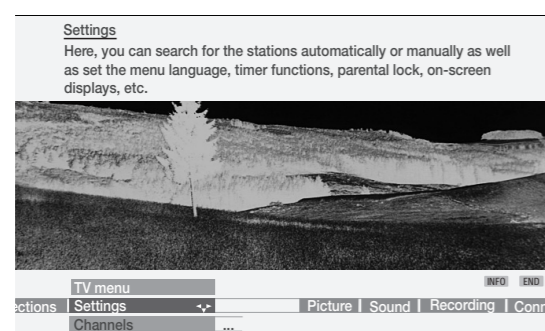 Settings
Here, you can search for the stations automatically or manually as well
as set the menu language, timer functions, parental lock, on-screen
displays, etc.
INFO END
TV menu
ections Settings Picture Sound Recording Conn
Channels ...